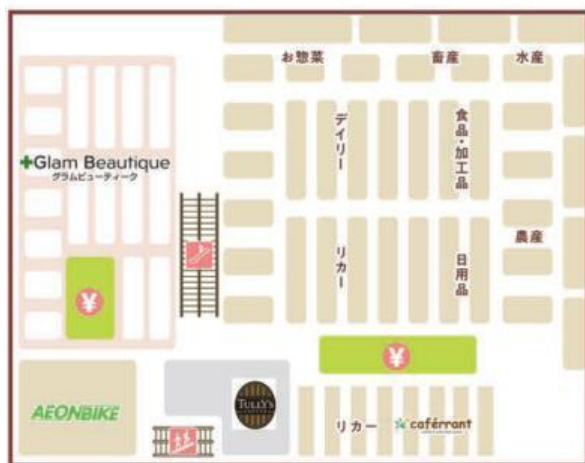 お惣菜
畜産
水産
デイリー
食品・加工品
Glam Beautique
グラムビューティーク
リカー
日用品
農産
¥
¥
AEONBIKE
TULLY'S
リカー
caférrant